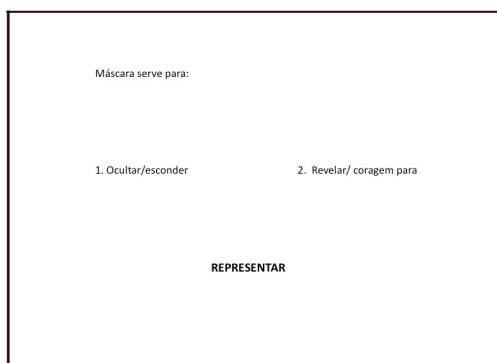 Máscara serve para:
1. Ocultar/esconder
2. Revelar/ coragem para
REPRESENTAR